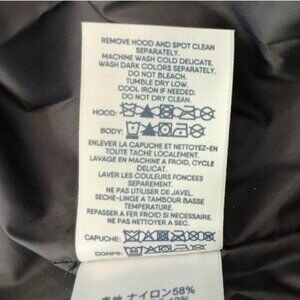 REMOVE HOOD AND SPOT CLEAN
SEPARATELY.
MACHINE WASH COLD DELICATE.
WASH DARK COLORS SEPARATELY.
DO NOT BLEACH.
TUMBLE DRY LOW.
COOL IRON IF NEEDED.
DO NOT DRY CLEAN.
HOOD:
BODY:
ENLEVER LA CAPUCHE ET NETTOYEZ-EN
TOUTE TACHE LOCALEMENT.
LAVAGE EN MACHINE A FROID, CYCLE
DELICAT.
LAVER LES COULEURS FONCEES
SEPAREMENT.
NE PAS UTILISER DE JAVEL.
SECHE-LINGE A TAMBOUR BASSE
TEMPERATURE.
REPASSER A FER FROID SI NECESSAIRE.
NE PAS NETTOYER A SEC.
CAPUCHE:
CORPS:
ナイロン58%